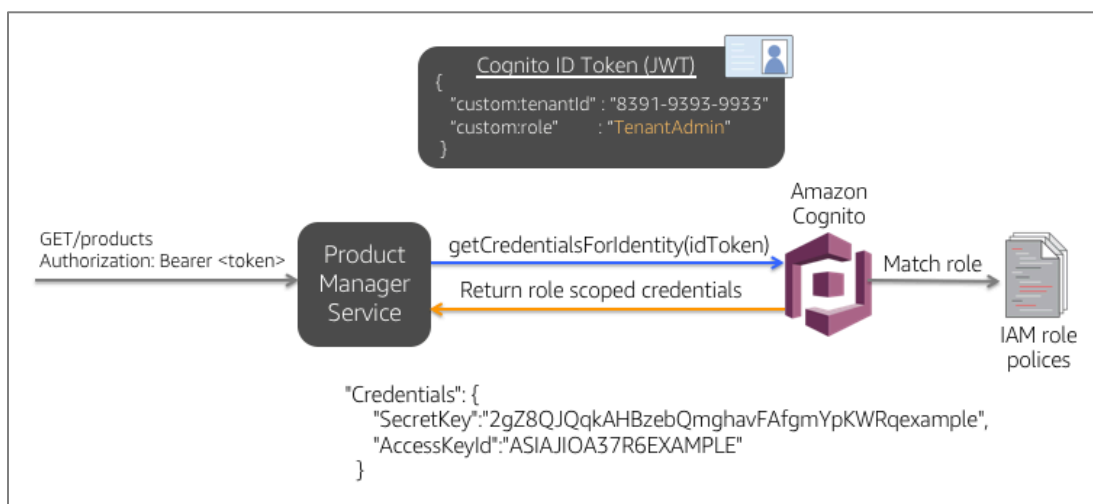 Cognito ID Token (JWT)
{
"custom:tenantId" : "8391-9393-9933"
"custom:role" : "TenantAdmin"
}
Amazon
Cognito
GET/products
Authorization: Bearer <token>
Product
Manager
Service
getCredentialsForIdentity(idToken)
Return role scoped credentials
Match role
IAM role
polices
"Credentials": {
"SecretKey":"2gZ8QJQqkAHBzebQmghavFAfgmYpKWRqexample",
"AccessKeyId":"ASIAJIOA37R6EXAMPLE"
}